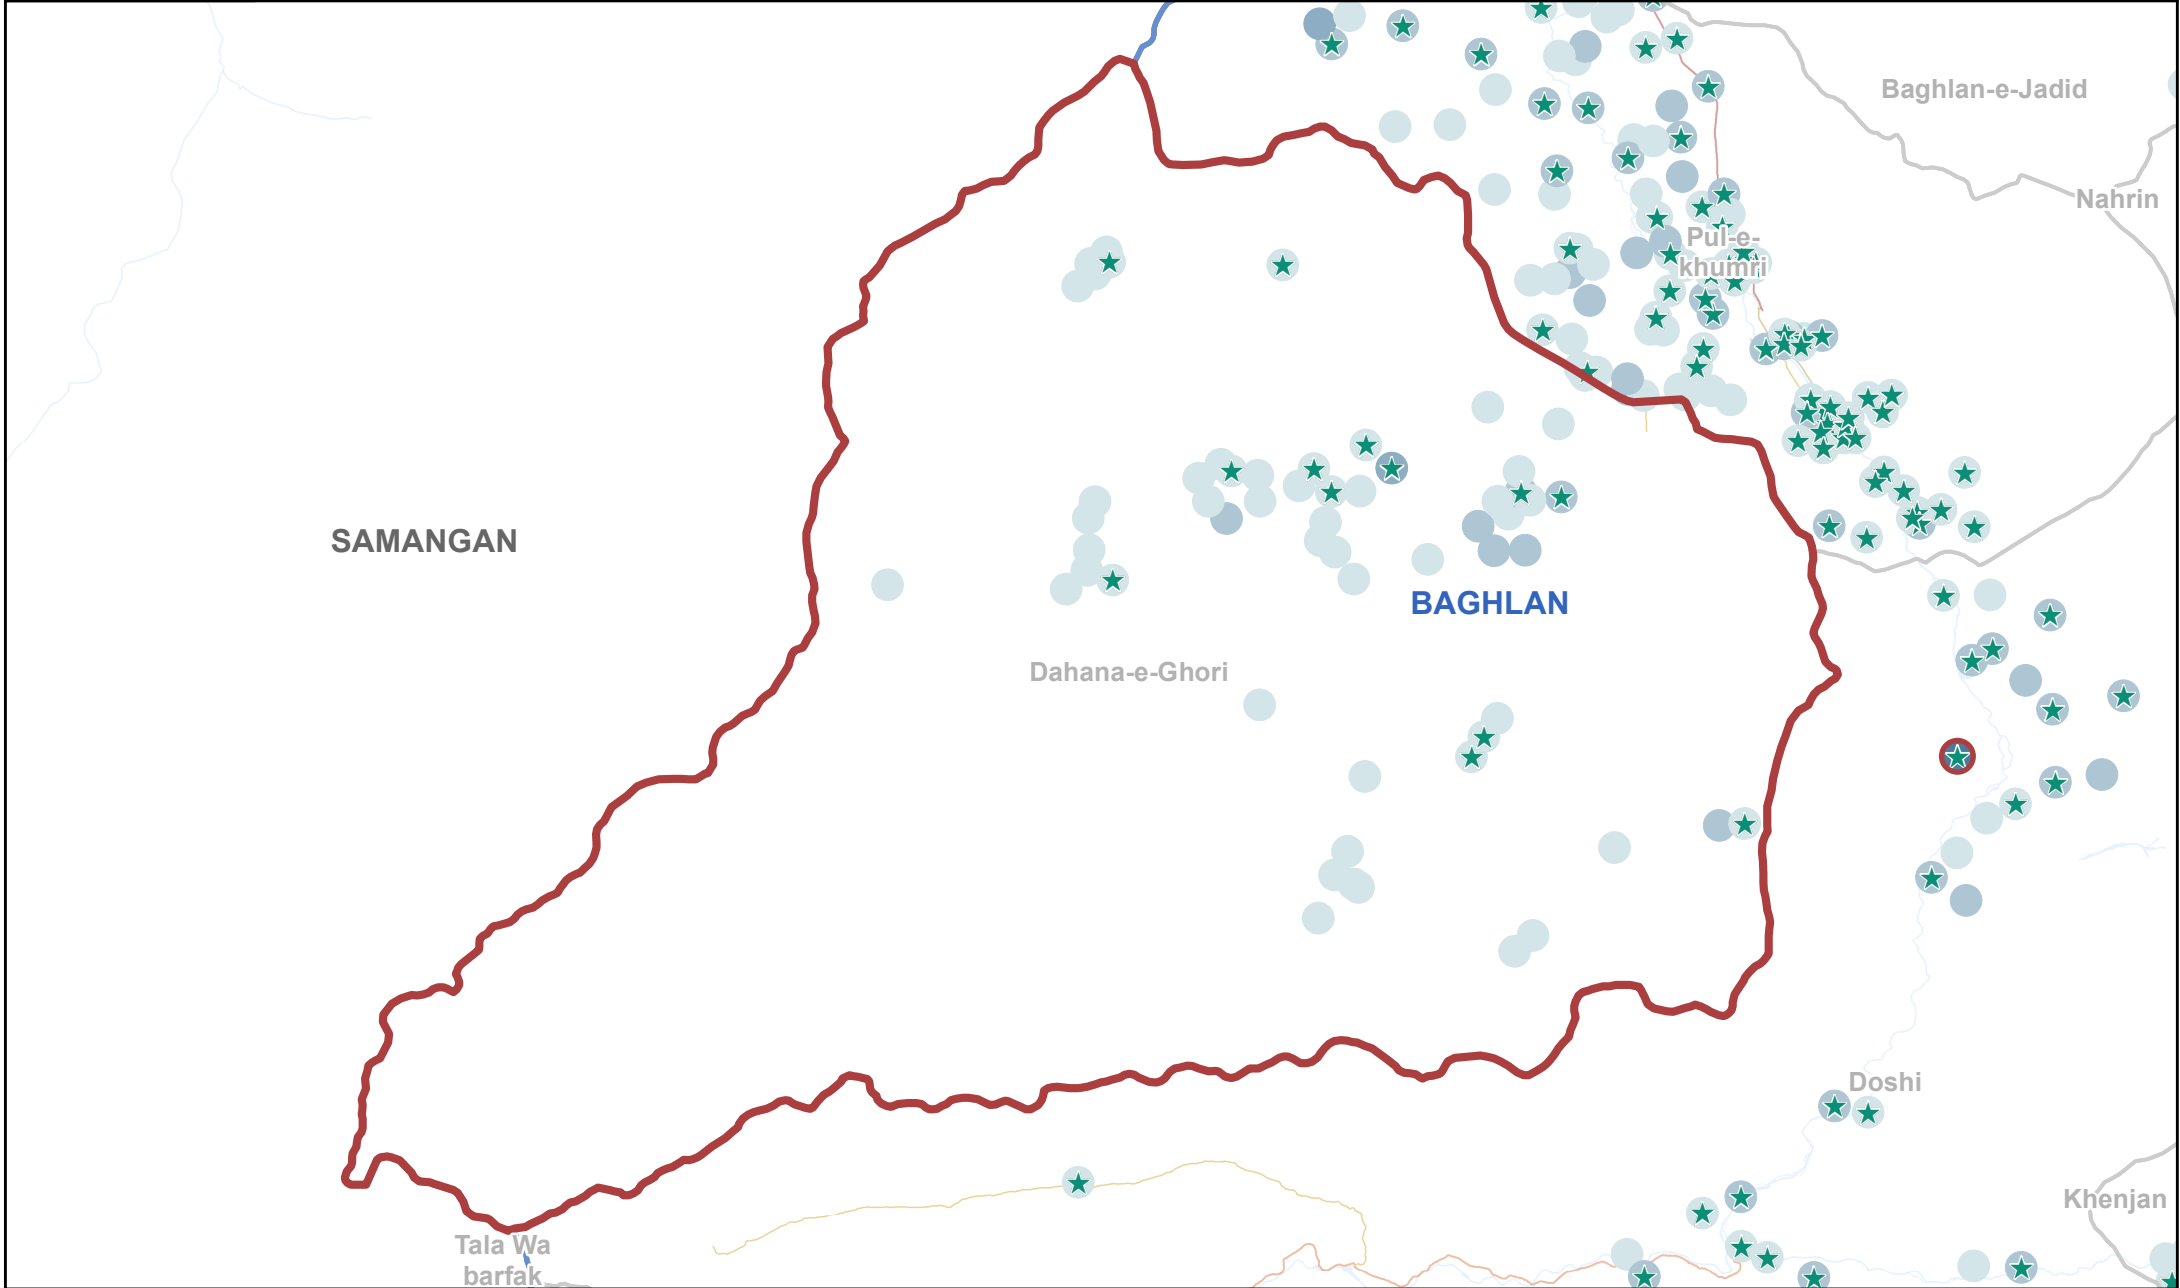 Baghlan-e-Jadid
Nahrin
Pul-e-
khumri
SAMANGAN
BAGHLAN
Dahana-e-Ghori
Doshi
Khenjan
Tala Wa
barfak